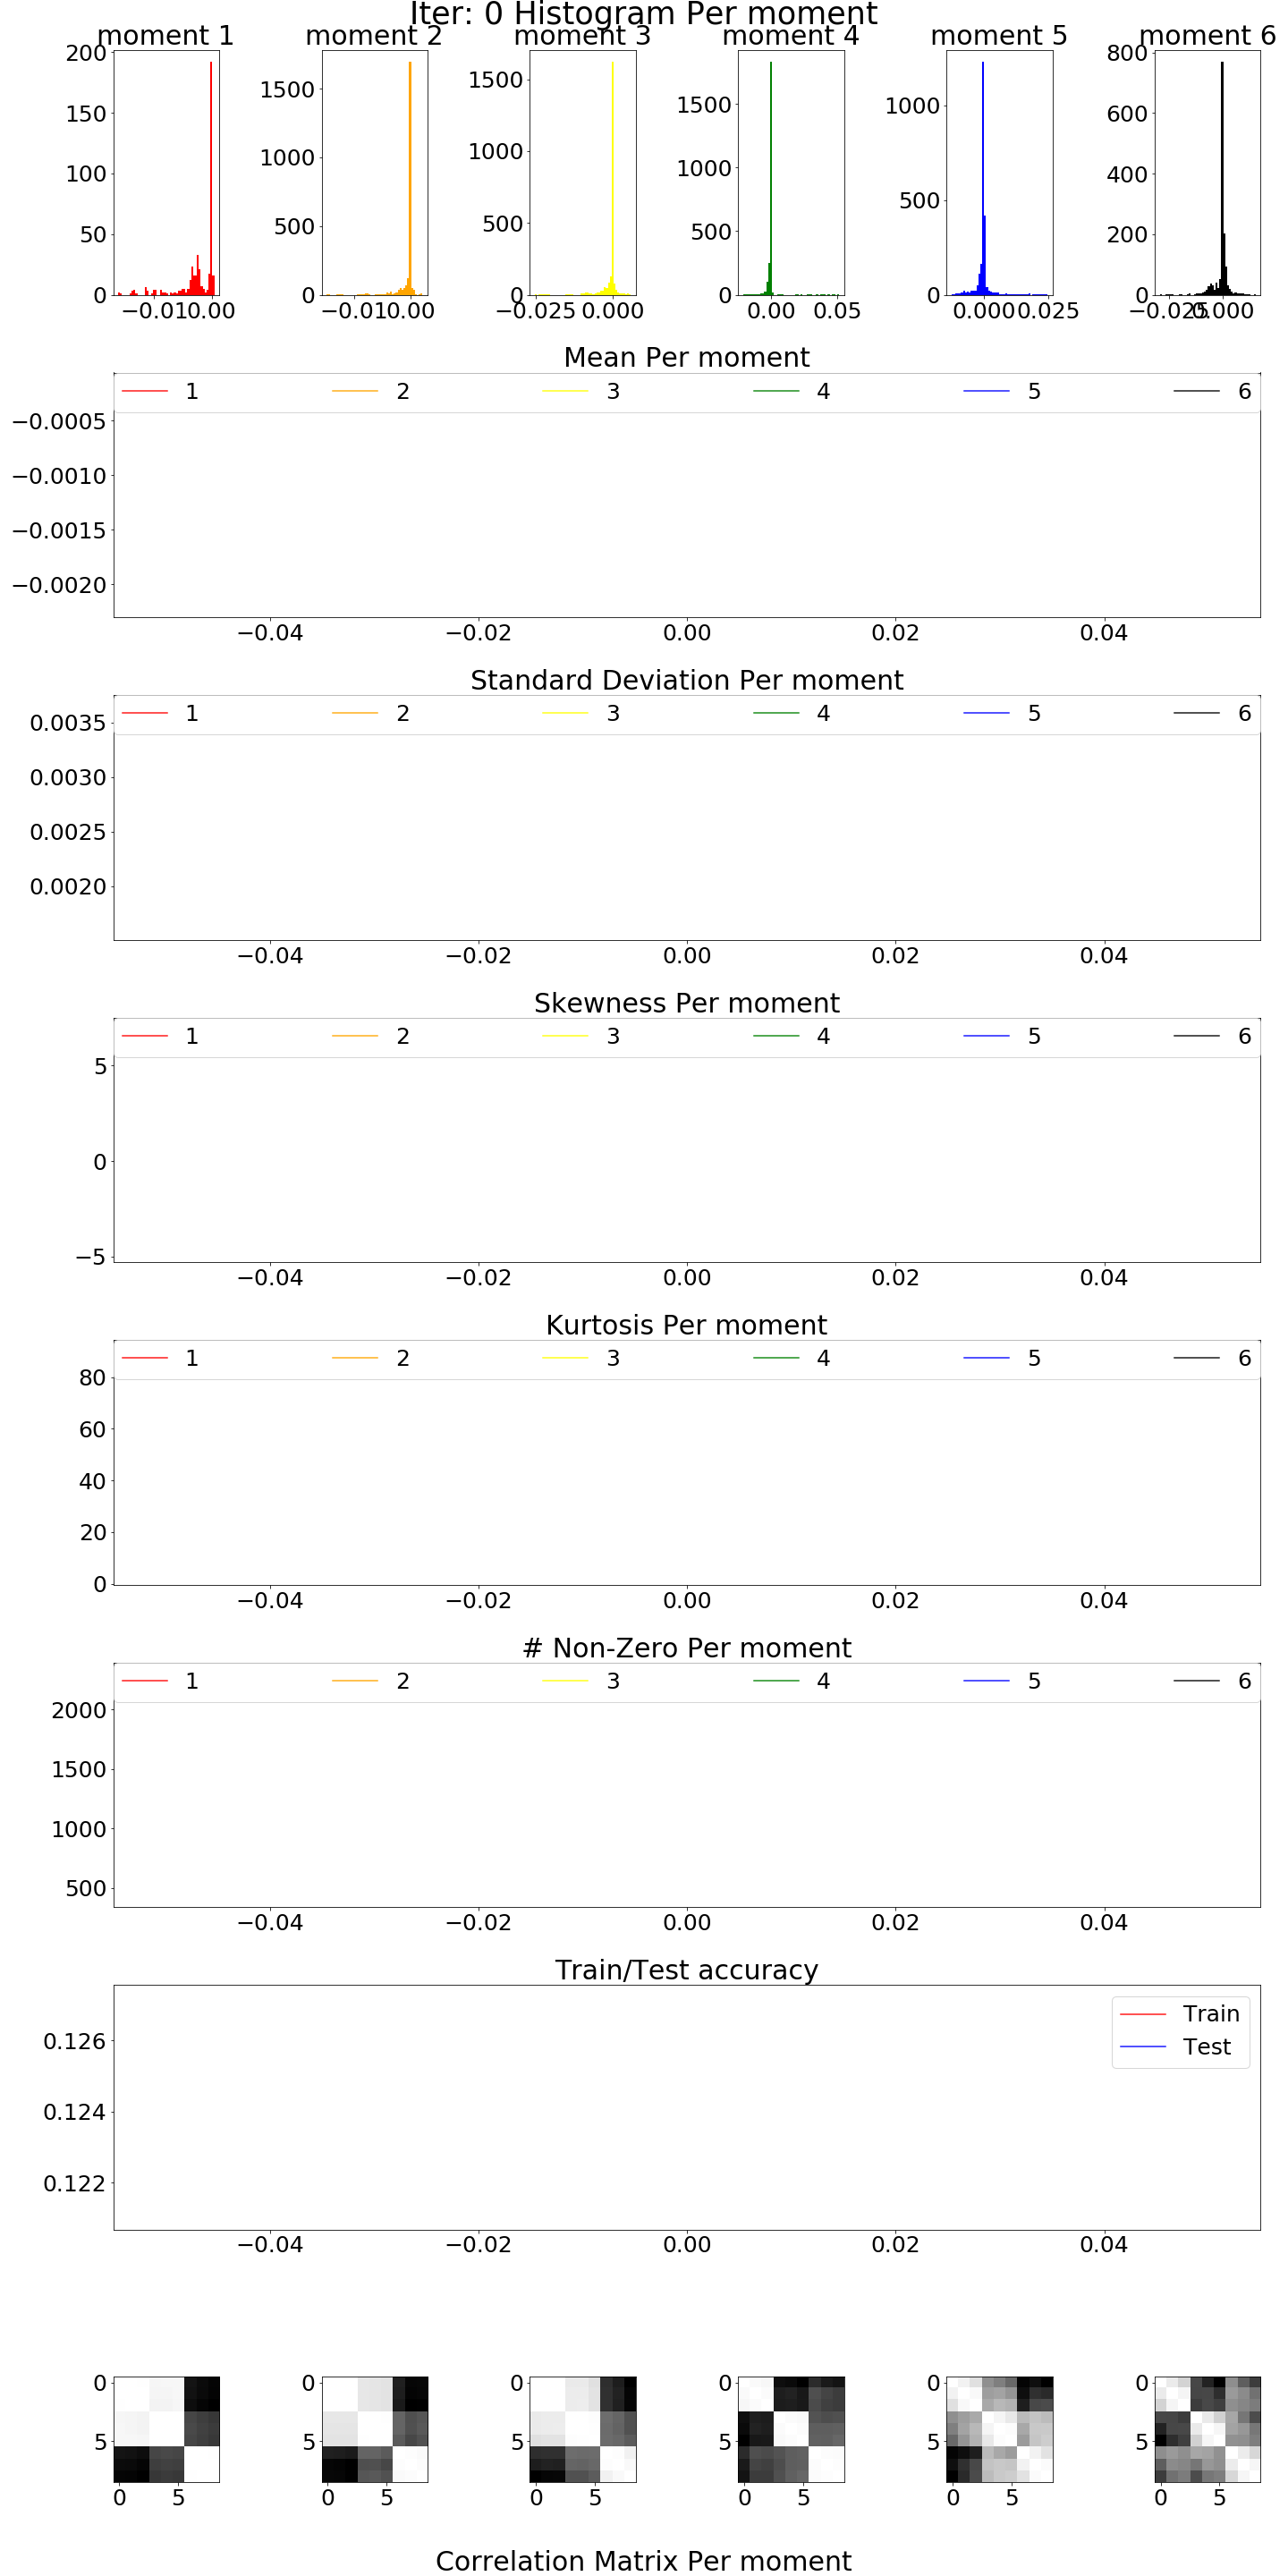 Iter: 0 Histogram Per moment
moment 1 moment 2 moment 3 moment 4 moment 5 moment 6
200
150
100
50
0
−0.010 0.00
1500
1000
500
0
−0.010 0.00
1500
1000
500
0
−0.025 0.000
1500
1000
500
0
0.00 0.05
1000
500
0
0.000 0.025
800
600
400
200
0
−0.025 0.000
Mean Per moment
1 2 3 4 5 6
−0.0005
−0.0010
−0.0015
−0.0020
−0.04 −0.02 0.00 0.02 0.04
Standard Deviation Per moment
1 2 3 4 5 6
0.0035
0.0030
0.0025
0.0020
−0.04 −0.02 0.00 0.02 0.04
Skewness Per moment
1 2 3 4 5 6
5
0
−5
−0.04 −0.02 0.00 0.02 0.04
Kurtosis Per moment
1 2 3 4 5 6
80
60
40
20
0
−0.04 −0.02 0.00 0.02 0.04
# Non-Zero Per moment
1 2 3 4 5 6
2000
1500
1000
500
−0.04 −0.02 0.00 0.02 0.04
Train/Test accuracy
Train
Test
0.126
0.124
0.122
−0.04 −0.02 0.00 0.02 0.04
0 0 0 0 0 0
5 5 5 5 5 5
0 5 0 5 0 5 0 5 0 5 0 5
Correlation Matrix Per moment